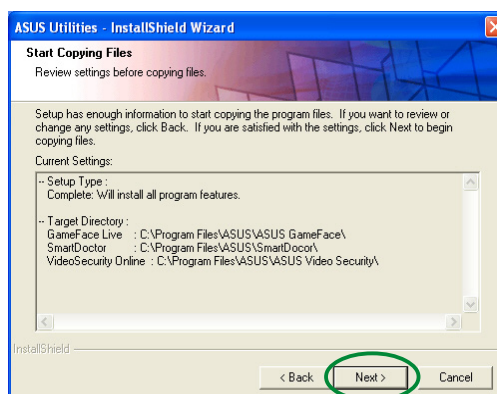 ASUS Utilities - InstallShield Wizard
Start Copying Files
Review settings before copying files.
Setup has enough information to start copying the program files. If you want to review or
change any settings, click Back. If you are satisfied with the settings, click Next to begin
copying files.
Current Settings:
-- Setup Type :
Complete: Will install all program features.
-- Target Directory :
GameFace Live : C:\Program Files\ASUS\ASUS GameFace\
SmartDoctor : C:\Program Files\ASUS\SmartDocor\
VideoSecurity Online : C:\Program Files\ASUS\ASUS Video Security\
InstallShield
< Back Next > Cancel